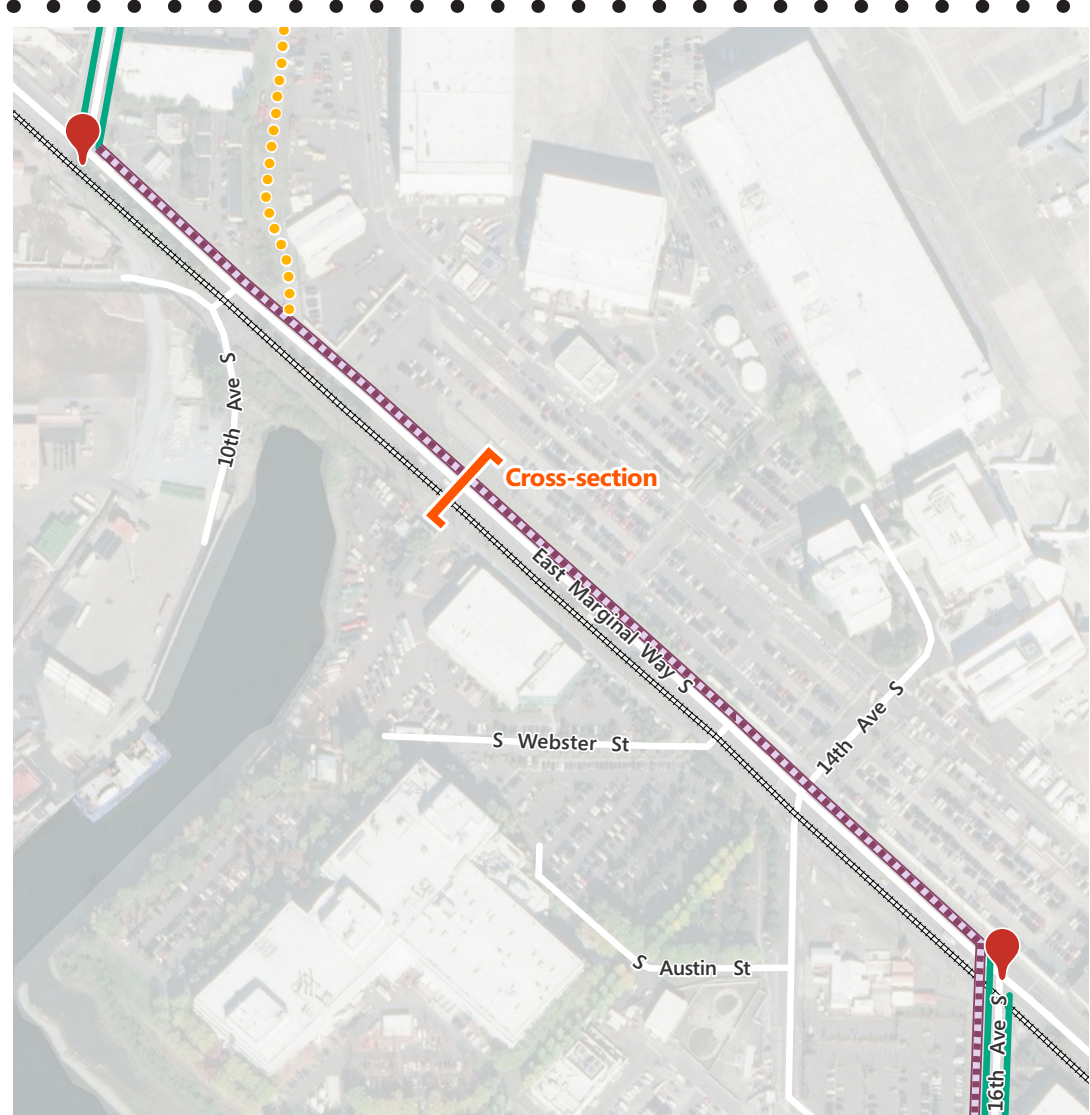 10th Ave S
Cross-section
East Marginal Way S
S Webster St
14th Ave S
S Austin St
16th Ave S